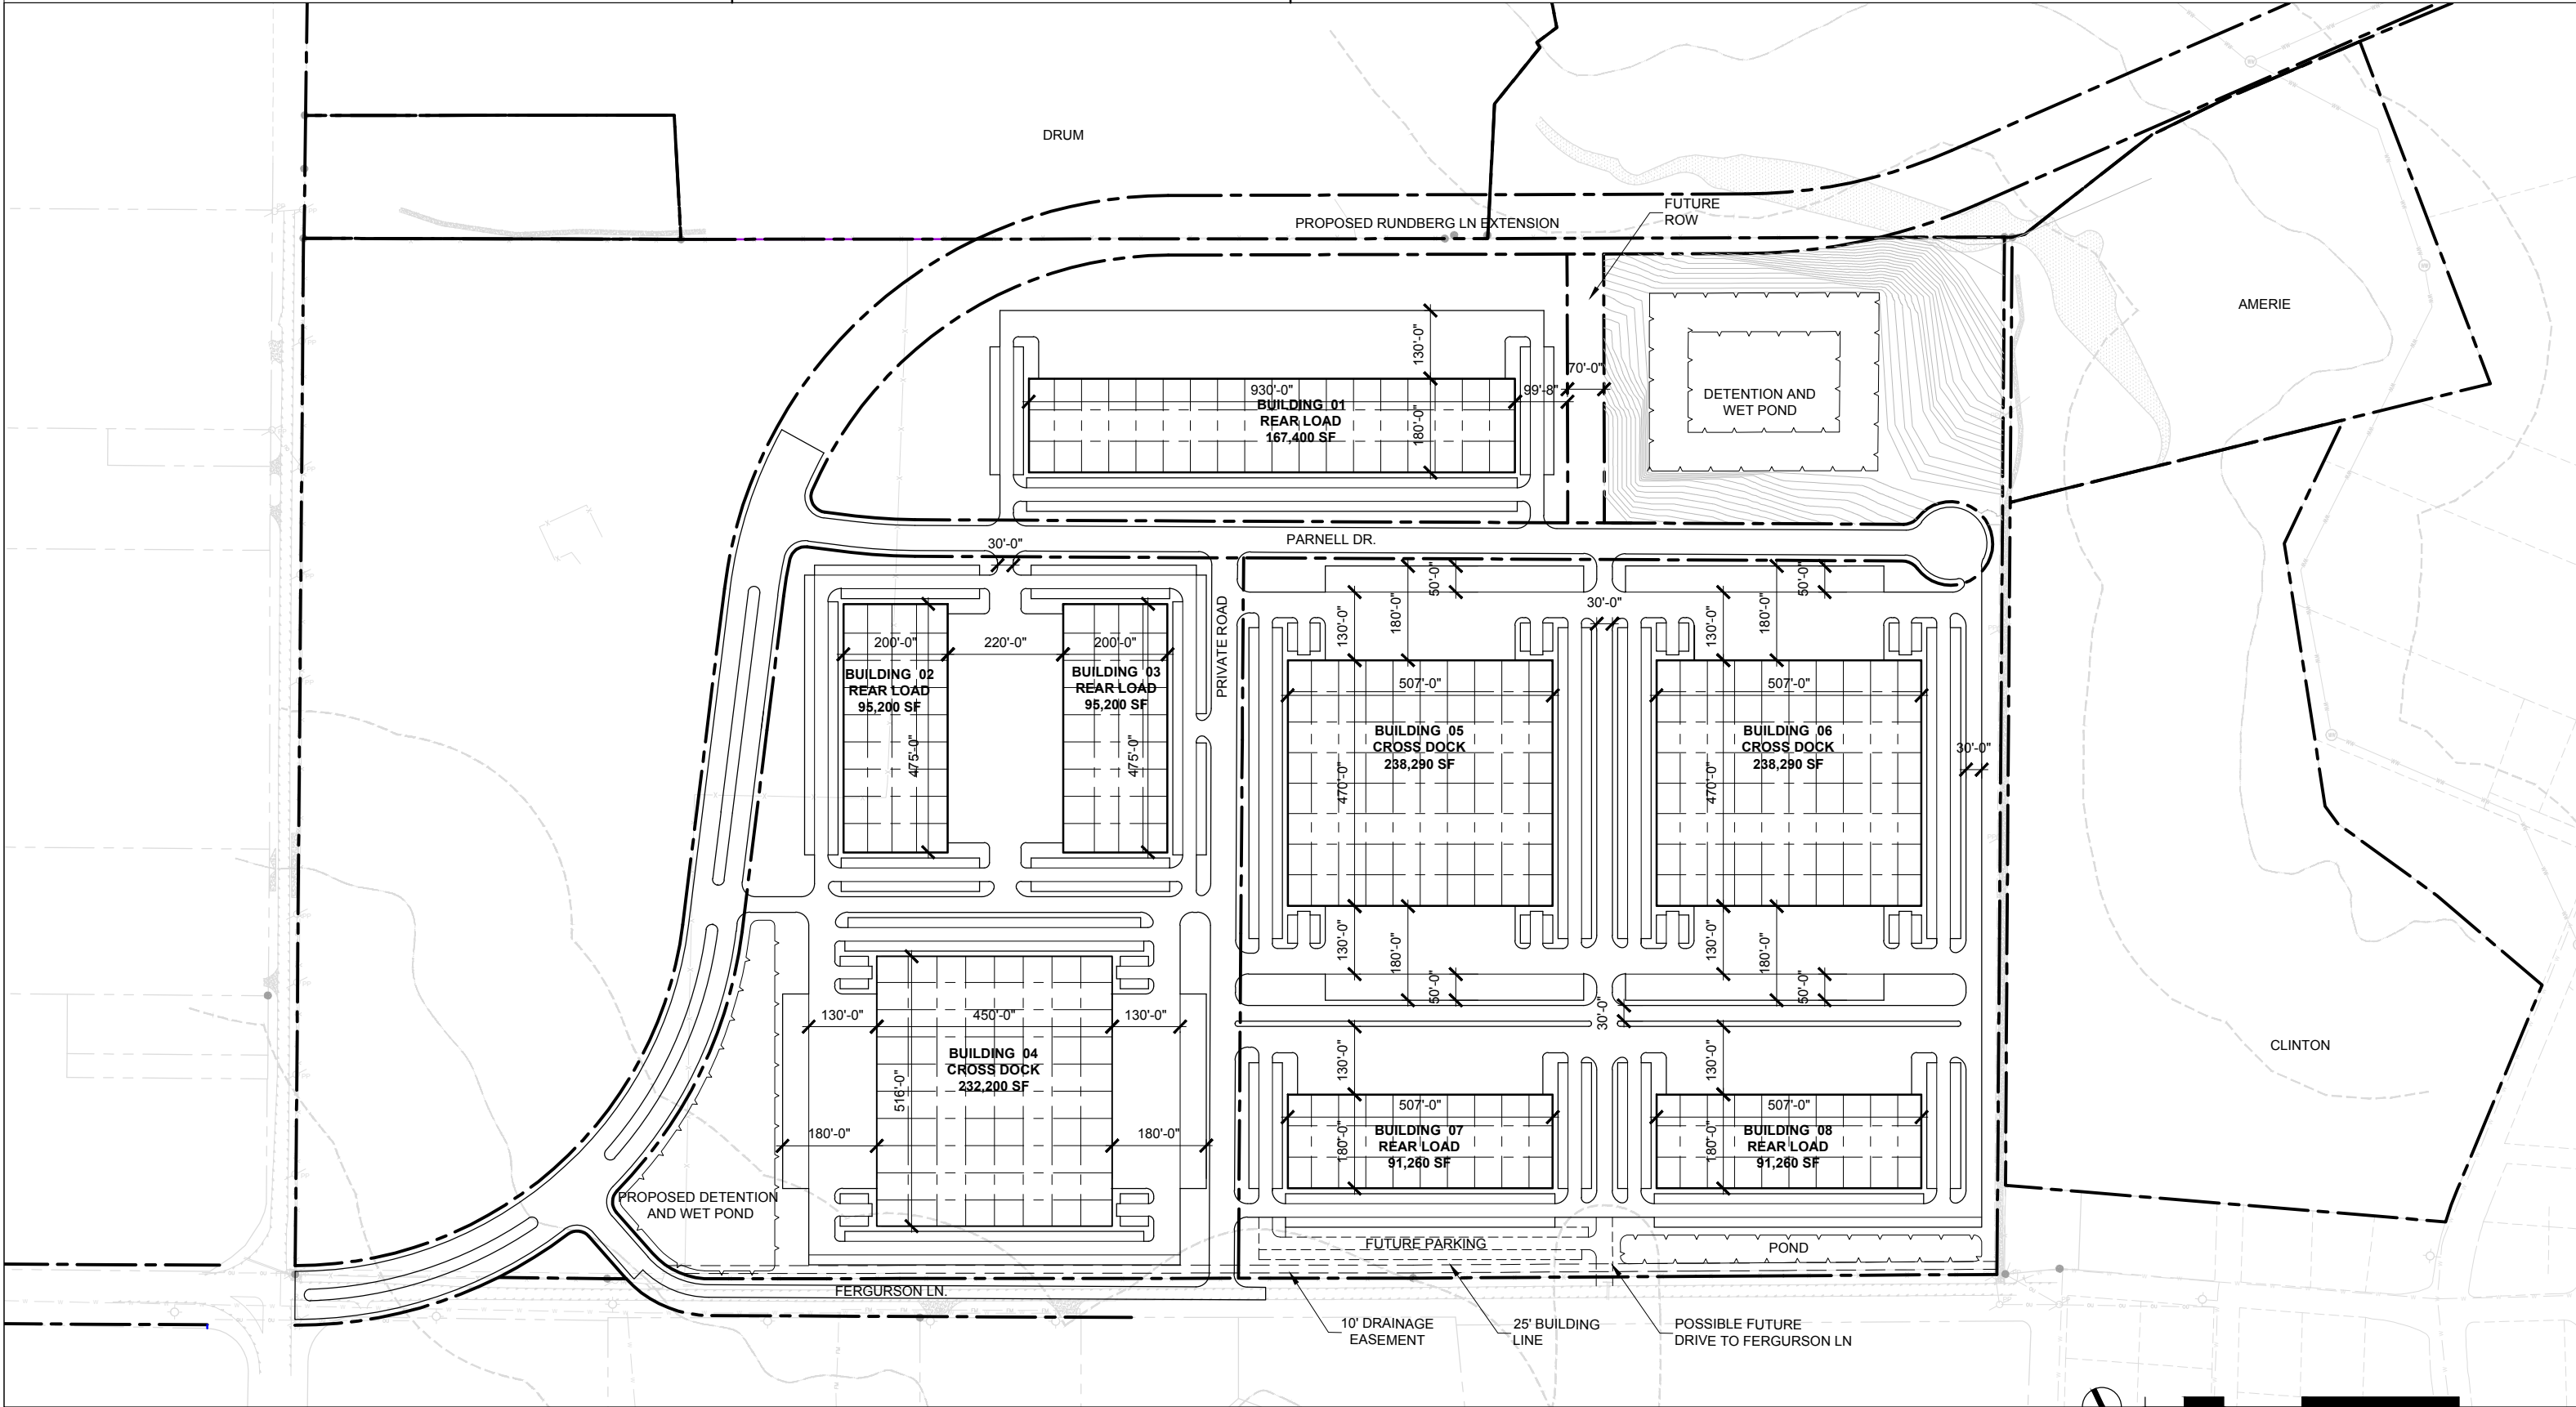 DRUM
PROPOSED RUNDBERG LN EXTENSION
FUTURE
ROW
AMERIE
130'-0"
70'-0"
930'-0"
99'-8"
BUILDING 01
REAR LOAD
167,400 SF
180'-0"
DETENTION AND
WET POND
PARNELL DR.
30'-0"
PRIVATE ROAD
200'-0"
220'-0"
200'-0"
BUILDING 02
REAR LOAD
95,200 SF
475'-0"
BUILDING 03
REAR LOAD
95,200 SF
475'-0"
130'-0"
180'-0"
50'-0"
30'-0"
130'-0"
180'-0"
50'-0"
507'-0"
BUILDING 05
CROSS DOCK
238,290 SF
470'-0"
507'-0"
BUILDING 06
CROSS DOCK
238,290 SF
470'-0"
30'-0"
130'-0"
180'-0"
50'-0"
130'-0"
180'-0"
50'-0"
30'-0"
130'-0"
450'-0"
130'-0"
BUILDING 04
CROSS DOCK
232,200 SF
516'-0"
180'-0"
180'-0"
130'-0"
130'-0"
507'-0"
BUILDING 07
REAR LOAD
91,260 SF
180'-0"
507'-0"
BUILDING 08
REAR LOAD
91,260 SF
180'-0"
CLINTON
PROPOSED DETENTION
AND WET POND
FUTURE PARKING
POND
FERGURSON LN.
10' DRAINAGE
EASEMENT
25' BUILDING
LINE
POSSIBLE FUTURE
DRIVE TO FERGURSON LN